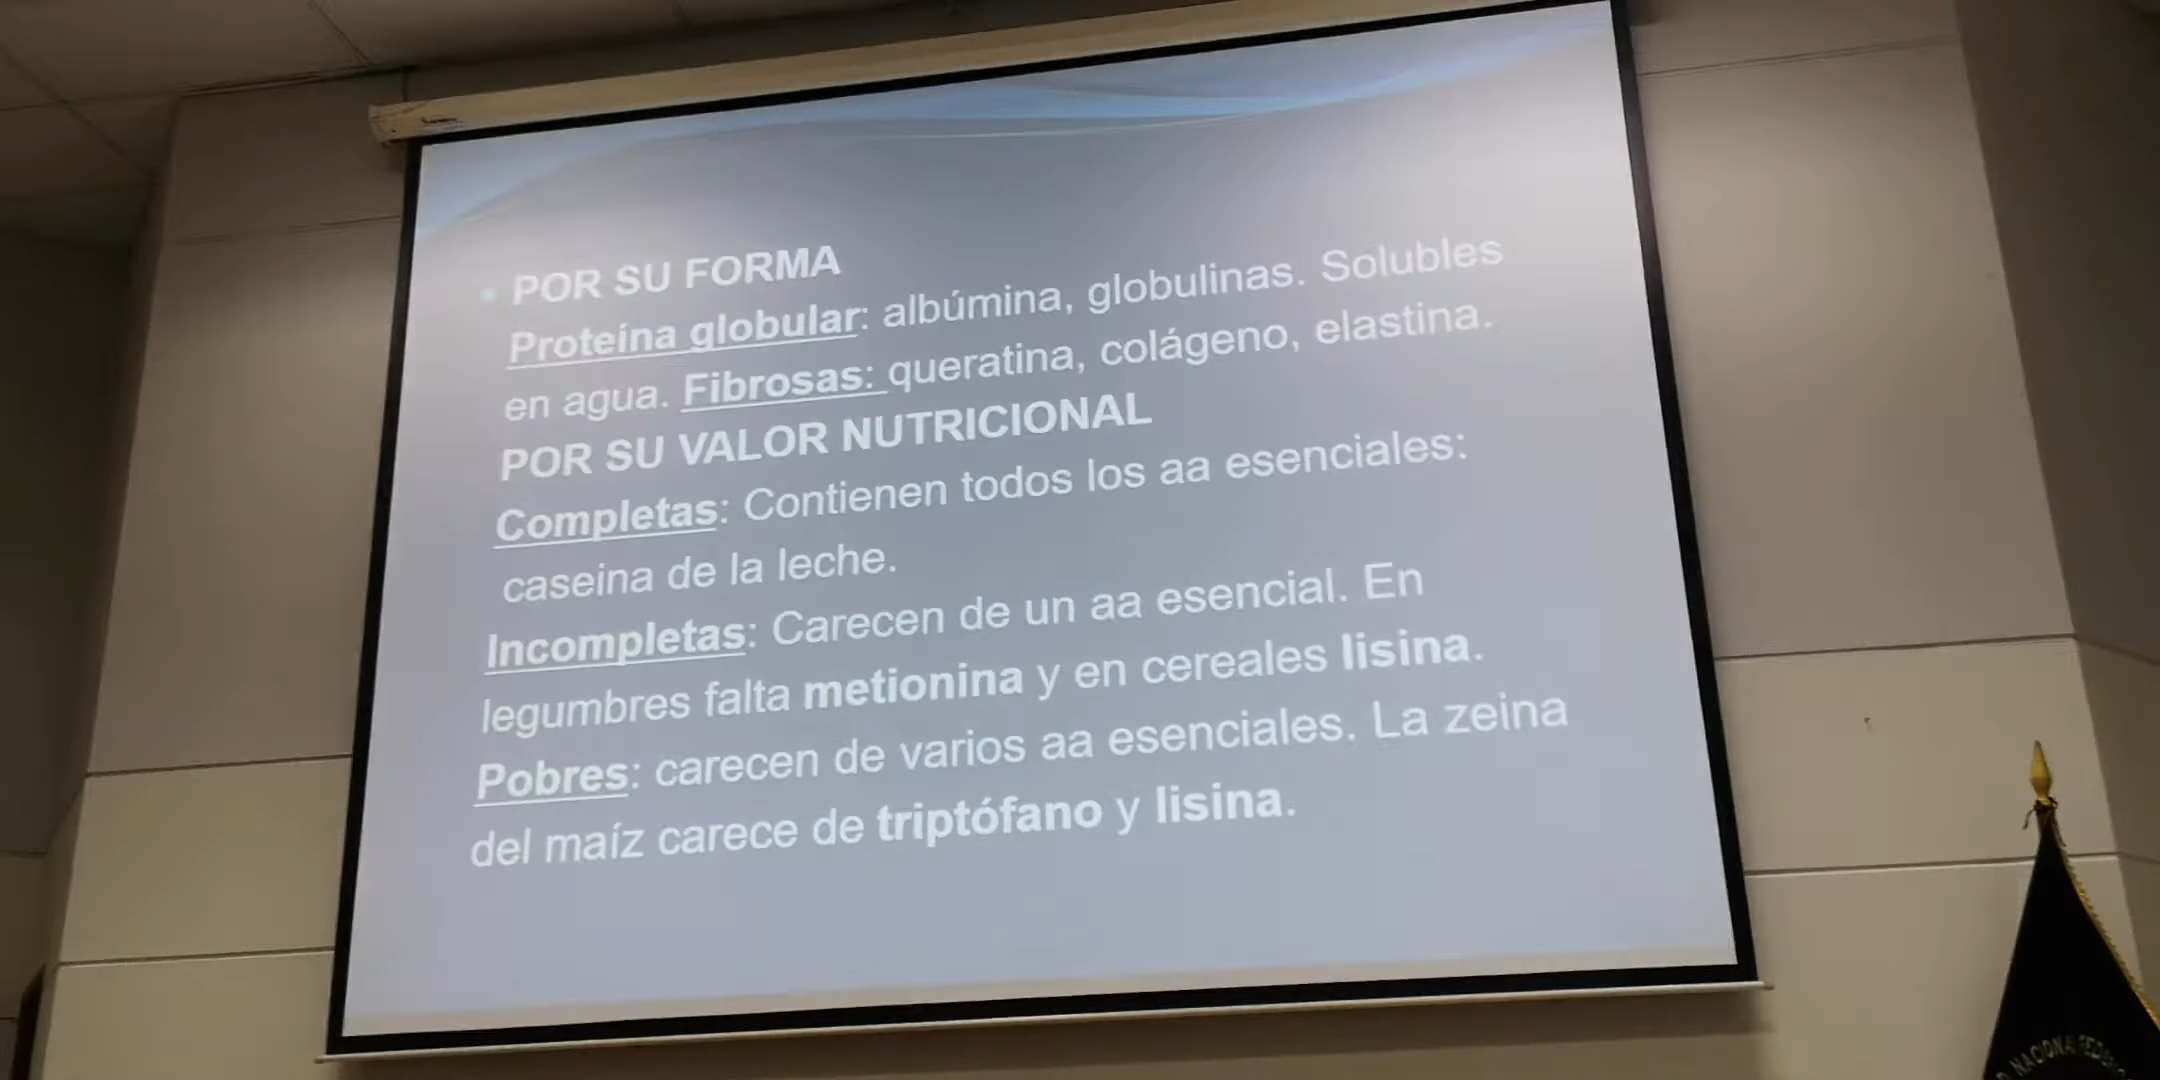 • POR SU FORMA
Proteína globular: albúmina, globulinas. Solubles
en agua. Fibrosas: queratina, colágeno, elastina.
POR SU VALOR NUTRICIONAL
Completas: Contienen todos los aa esenciales:
caseina de la leche.
Incompletas: Carecen de un aa esencial. En
legumbres falta metionina y en cereales lisina.
Pobres: carecen de varios aa esenciales. La zeina
del maíz carece de triptófano y lisina.
NACIONAL